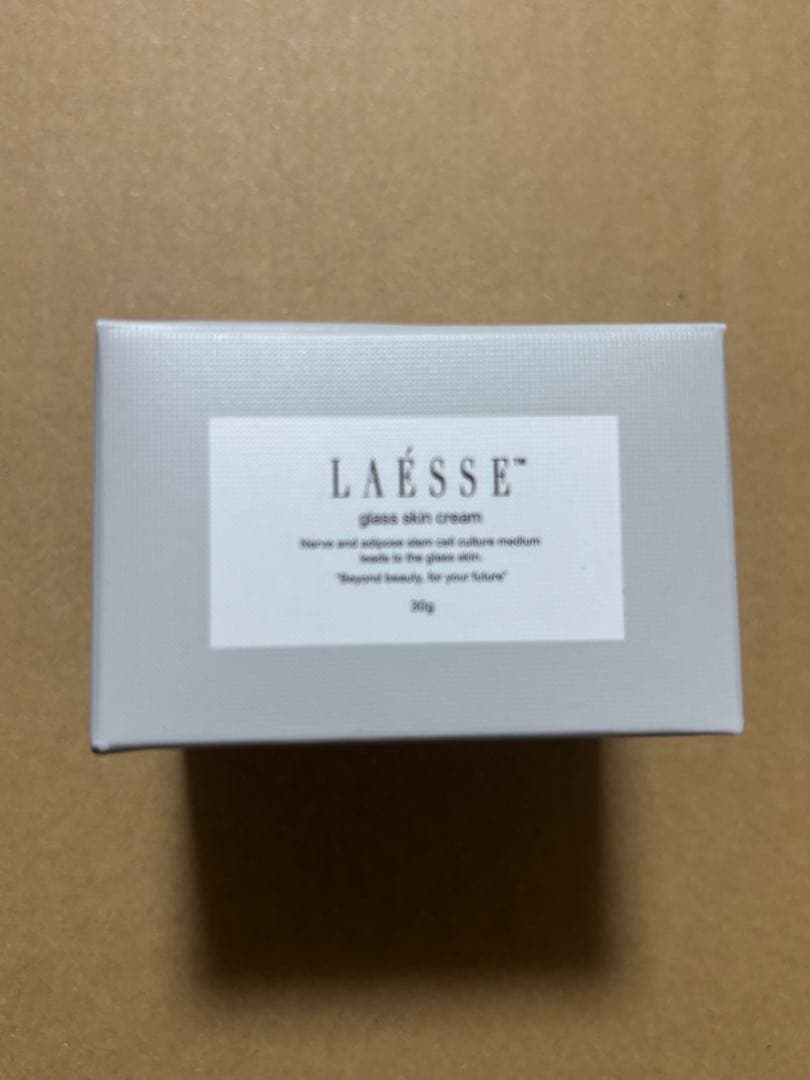 LAÉSSE™
glass skin cream
Nerve and adipose stem cell culture medium
leads to the glass skin.
"Beyond beauty, for your future"
30g